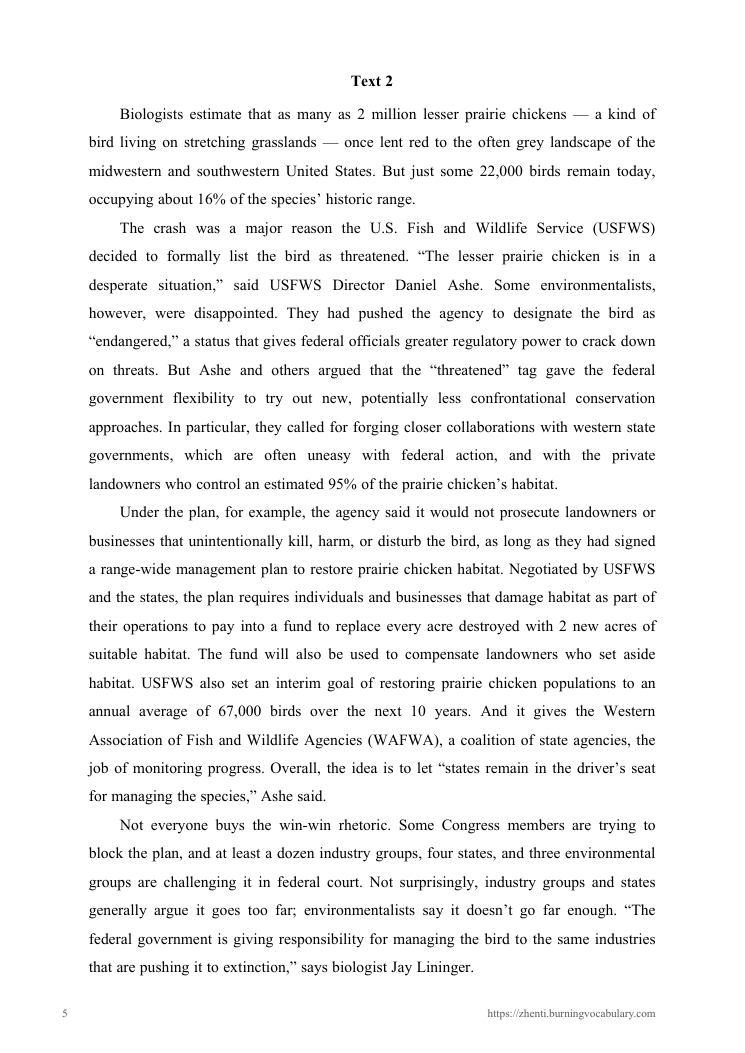 Text 2
Biologists estimate that as many as 2 million lesser prairie chickens — a kind of
bird living on stretching grasslands — once lent red to the often grey landscape of the
midwestern and southwestern United States. But just some 22,000 birds remain today,
occupying about 16% of the species’ historic range.
The crash was a major reason the U.S. Fish and Wildlife Service (USFWS)
decided to formally list the bird as threatened. “The lesser prairie chicken is in a
desperate situation,” said USFWS Director Daniel Ashe. Some environmentalists,
however, were disappointed. They had pushed the agency to designate the bird as
“endangered,” a status that gives federal officials greater regulatory power to crack down
on threats. But Ashe and others argued that the “threatened” tag gave the federal
government flexibility to try out new, potentially less confrontational conservation
approaches. In particular, they called for forging closer collaborations with western state
governments, which are often uneasy with federal action, and with the private
landowners who control an estimated 95% of the prairie chicken’s habitat.
Under the plan, for example, the agency said it would not prosecute landowners or
businesses that unintentionally kill, harm, or disturb the bird, as long as they had signed
a range-wide management plan to restore prairie chicken habitat. Negotiated by USFWS
and the states, the plan requires individuals and businesses that damage habitat as part of
their operations to pay into a fund to replace every acre destroyed with 2 new acres of
suitable habitat. The fund will also be used to compensate landowners who set aside
habitat. USFWS also set an interim goal of restoring prairie chicken populations to an
annual average of 67,000 birds over the next 10 years. And it gives the Western
Association of Fish and Wildlife Agencies (WAFWA), a coalition of state agencies, the
job of monitoring progress. Overall, the idea is to let “states remain in the driver’s seat
for managing the species,” Ashe said.
Not everyone buys the win-win rhetoric. Some Congress members are trying to
block the plan, and at least a dozen industry groups, four states, and three environmental
groups are challenging it in federal court. Not surprisingly, industry groups and states
generally argue it goes too far; environmentalists say it doesn’t go far enough. “The
federal government is giving responsibility for managing the bird to the same industries
that are pushing it to extinction,” says biologist Jay Lininger.
5
https://zhenti.burningvocabulary.com